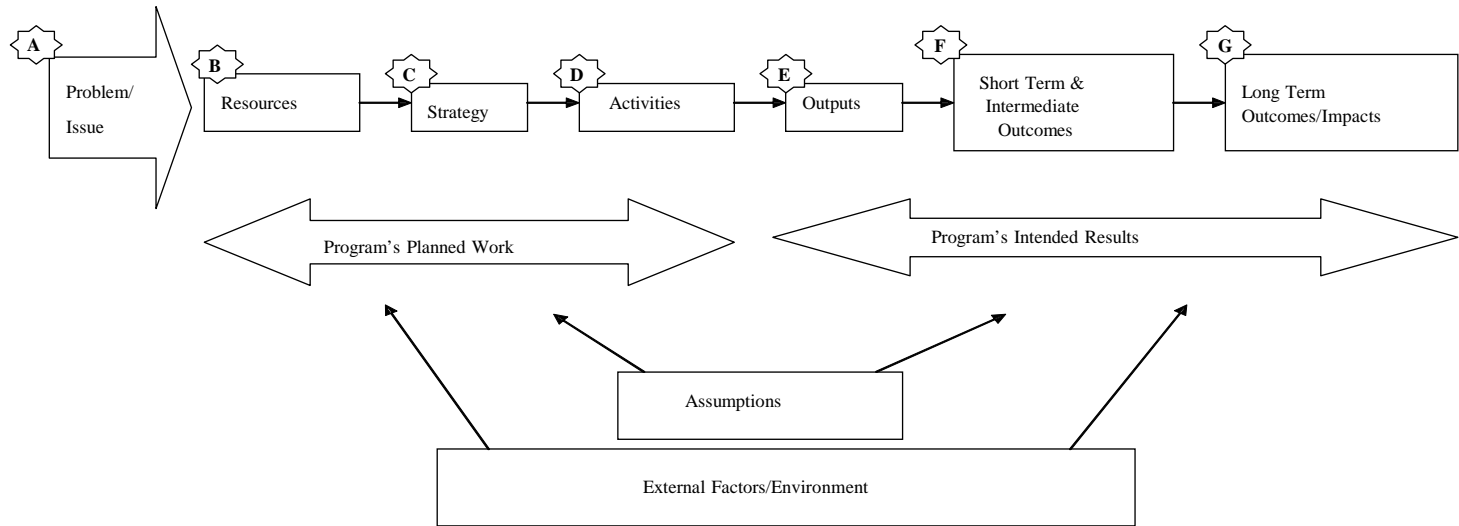 A
Problem/
Issue
B
Resources
C
Strategy
D
Activities
E
Outputs
F
Short Term &
Intermediate
Outcomes
G
Long Term
Outcomes/Impacts
Program's Planned Work
Program's Intended Results
Assumptions
External Factors/Environment